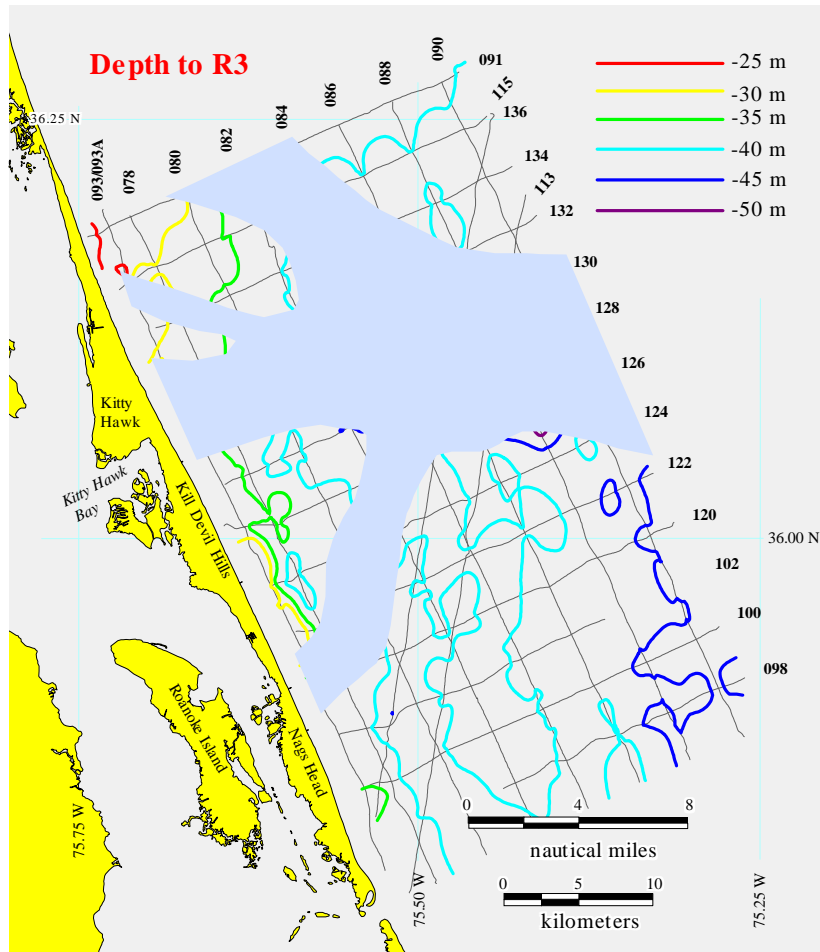 Depth to R3
-25 m
-30 m
-35 m
-40 m
-45 m
-50 m
090
091
088
115
086
136
084
082
134
080
113
078
093/093A
132
36.25 N
130
128
126
124
122
120
102
100
098
Kitty
Hawk
Kitty Hawk
Bay
Kill Devil Hills
36.00 N
Roanoke Island
Nags Head
75.75 W
75.50 W
75.25 W
0 4 8
nautical miles
0 5 10
kilometers